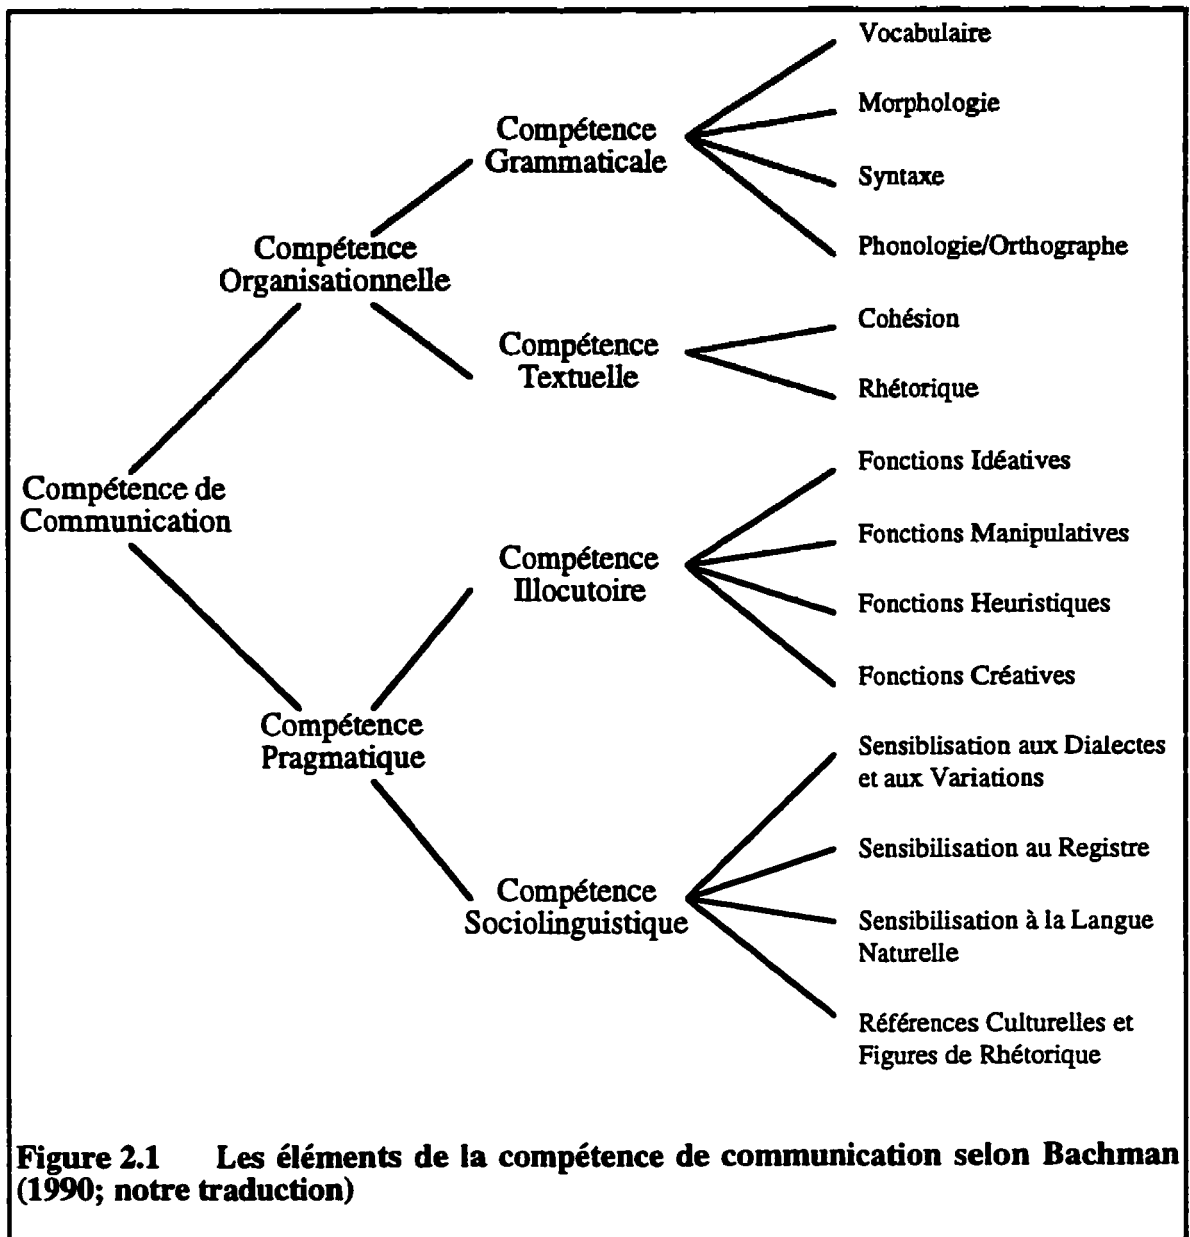 Vocabulaire
Morphologie
Compétence
Grammaticale
Syntaxe
Phonologie/Orthographe
Compétence
Organisationnelle
Cohésion
Compétence
Textuelle
Rhétorique
Fonctions Idéatives
Compétence de
Communication
Fonctions Manipulatives
Compétence
Illocutoire
Fonctions Heuristiques
Fonctions Créatives
Compétence
Pragmatique
Sensiblisation aux Dialectes
et aux Variations
Sensibilisation au Registre
Compétence
Sociolinguistique
Sensibilisation à la Langue
Naturelle
Références Culturelles et
Figures de Rhétorique
Figure 2.1 Les éléments de la compétence de communication selon Bachman
(1990; notre traduction)